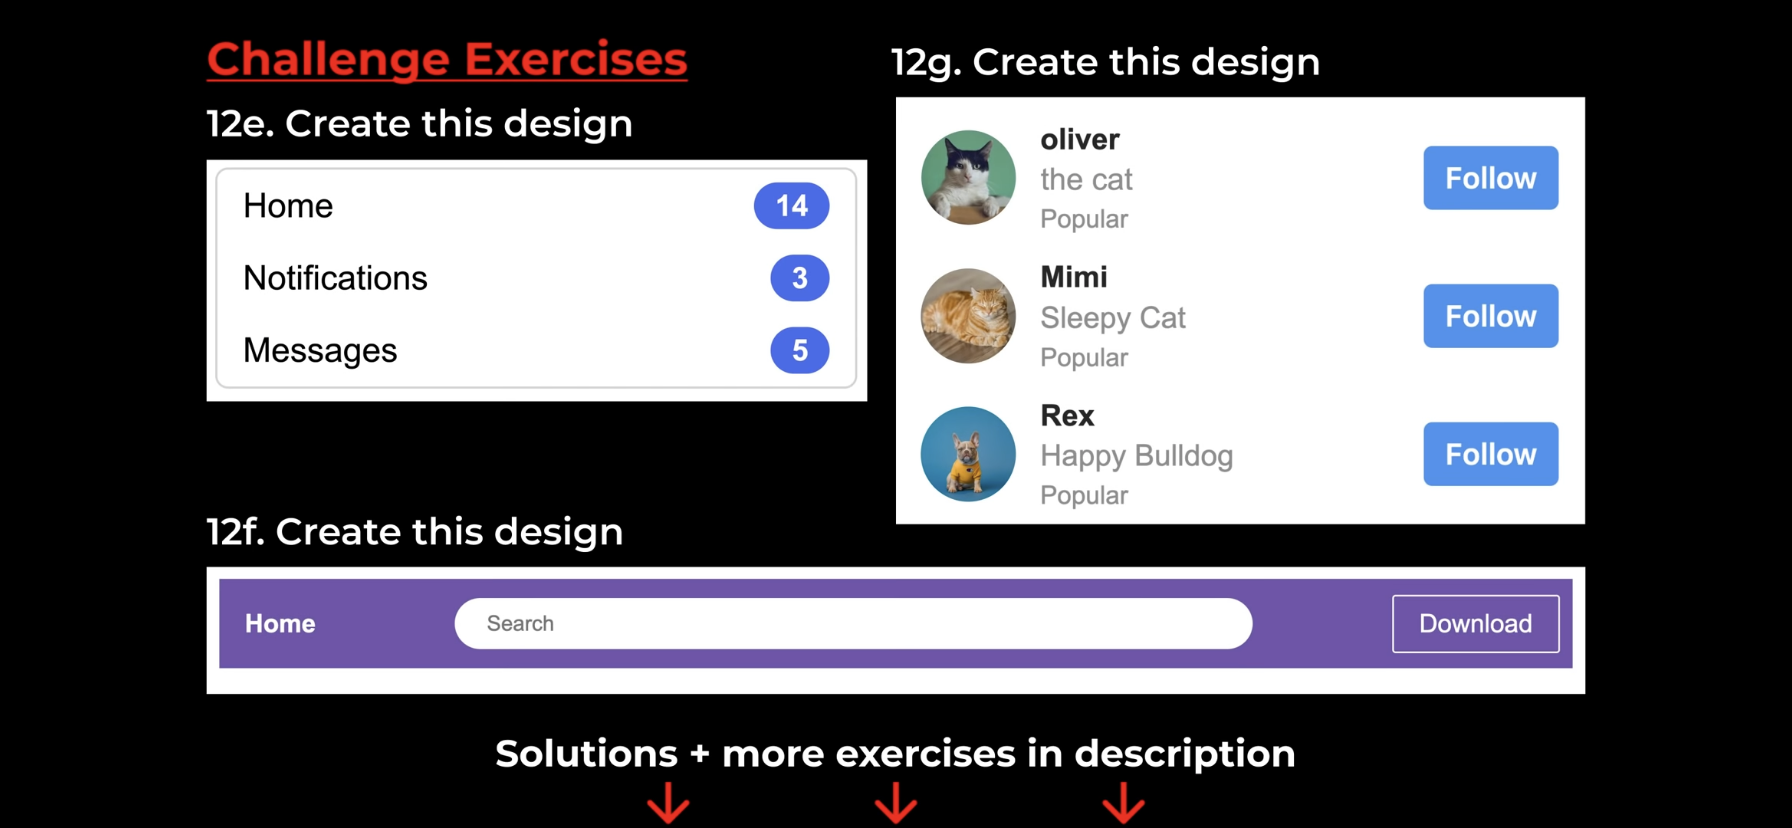 Challenge Exercises
12e. Create this design
Home 14
Notifications 3
Messages 5
12f. Create this design
Home Search Download
12g. Create this design
oliver
the cat
Popular
Follow
Mimi
Sleepy Cat
Popular
Follow
Rex
Happy Bulldog
Popular
Follow
Solutions + more exercises in description